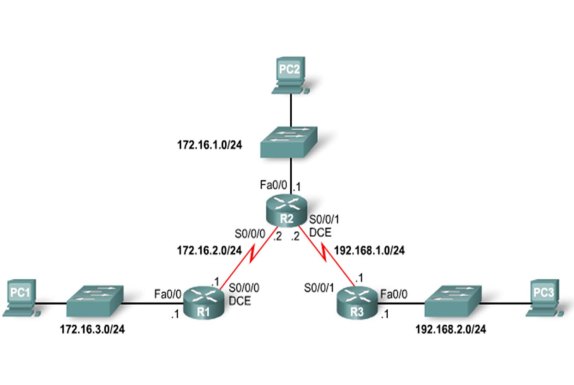 PC2
172.16.1.0/24
Fa0/0
.1
R2
S0/0/0
S0/0/1
.2
.2
DCE
172.16.2.0/24
192.168.1.0/24
.1
S0/0/0
DCE
S0/0/1
.1
PC1
Fa0/0
.1
R1
172.16.3.0/24
R3
Fa0/0
.1
PC3
192.168.2.0/24